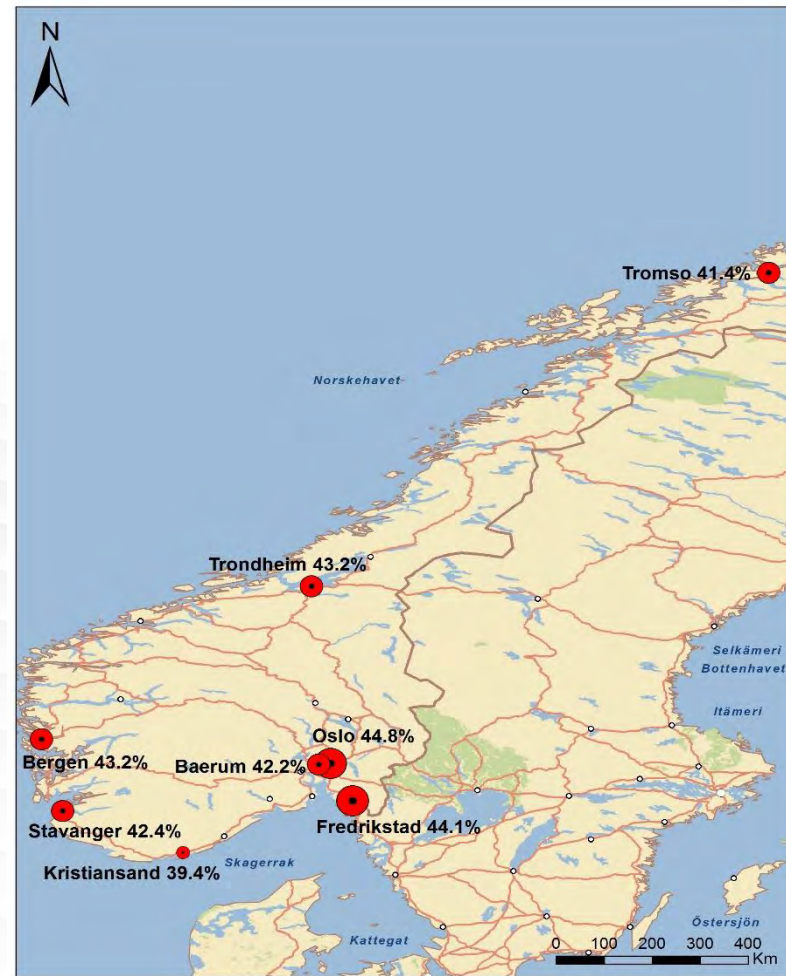 N
Tromso 41.4%
Norskehavet
Trondheim 43.2%
Selkämeri
Bottenhavet
Itämeri
Oslo 44.8%
Bergen 43.2%
Baerum 42.2%
Stavanger 42.4%
Fredrikstad 44.1%
Skagerrak
Kristiansand 39.4%
Östersjön
Kattegat
0 100 200 300 400
Km